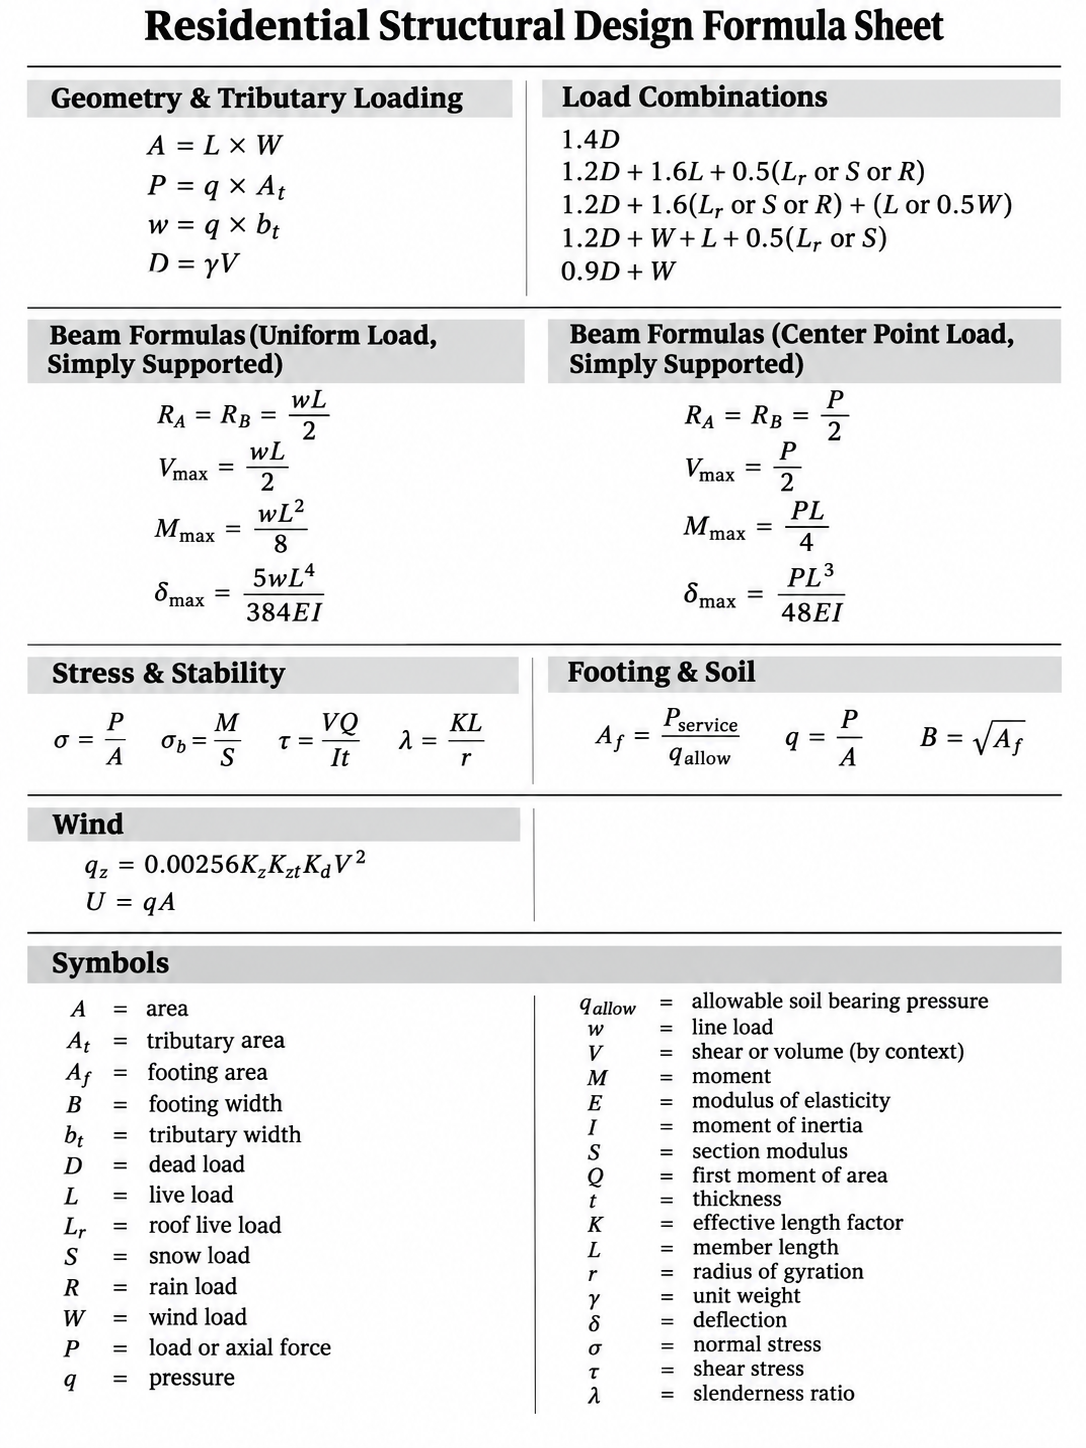 Residential Structural Design Formula Sheet
Geometry & Tributary Loading
A = L × W
P = q × Aₜ
w = q × bₜ
D = γV
Load Combinations
1.4D
1.2D + 1.6L + 0.5(Lᵣ or S or R)
1.2D + 1.6(Lᵣ or S or R) + (L or 0.5W)
1.2D + W + L + 0.5(Lᵣ or S)
0.9D + W
Beam Formulas (Uniform Load,
Simply Supported)
R_A = R_B = wL/2
V_max = wL/2
M_max = wL²/8
δ_max = 5wL⁴/384EI
Beam Formulas (Center Point Load,
Simply Supported)
R_A = R_B = P/2
V_max = P/2
M_max = PL/4
δ_max = PL³/48EI
Stress & Stability
σ = P/A σ_b = M/S τ = VQ/It λ = KL/r
Footing & Soil
A_f = P_service/q_allow q = P/A B = √A_f
Wind
q_z = 0.00256K_zK_ztK_dV²
U = qA
Symbols
A = area
Aₜ = tributary area
A_f = footing area
B = footing width
bₜ = tributary width
D = dead load
L = live load
Lᵣ = roof live load
S = snow load
R = rain load
W = wind load
P = load or axial force
q = pressure
q_allow = allowable soil bearing pressure
w = line load
V = shear or volume (by context)
M = moment
E = modulus of elasticity
I = moment of inertia
S = section modulus
Q = first moment of area
t = thickness
K = effective length factor
L = member length
r = radius of gyration
γ = unit weight
δ = deflection
σ = normal stress
τ = shear stress
λ = slenderness ratio